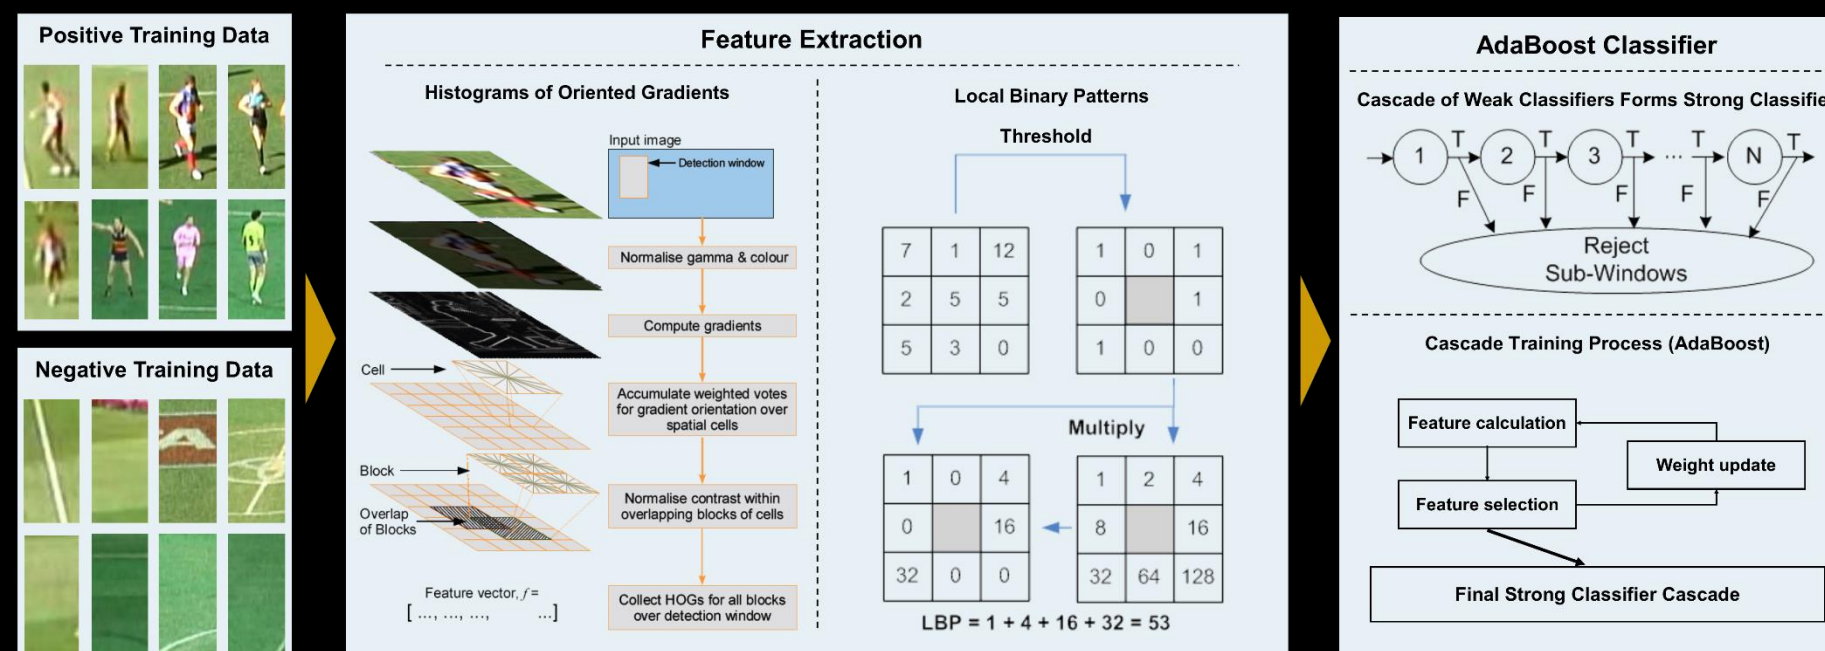 Positive Training Data
Negative Training Data
A
Feature Extraction
Histograms of Oriented Gradients
Input image
Detection window
Normalise gamma & colour
Compute gradients
Cell
Accumulate weighted votes
for gradient orientation over
spatial cells
Block
Overlap
of Blocks
Normalise contrast within
overlapping blocks of cells
Feature vector, f =
[ ..., ..., ..., ...]
Collect HOGs for all blocks
over detection window
Local Binary Patterns
Threshold
7 1 12
2 5 5
5 3 0
1 0 1
0 1
1 0 0
Multiply
1 0 4
0 16
32 0 0
1 2 4
8 16
32 64 128
LBP = 1 + 4 + 16 + 32 = 53
AdaBoost Classifier
Cascade of Weak Classifiers Forms Strong Classifie
1 T 2 T 3 T ... T N T
F F F F F
Reject
Sub-Windows
Cascade Training Process (AdaBoost)
Feature calculation
Weight update
Feature selection
Final Strong Classifier Cascade